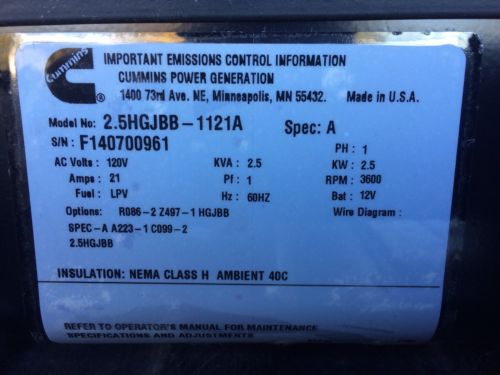 Cummins
®
IMPORTANT EMISSIONS CONTROL INFORMATION
CUMMINS POWER GENERATION
1400 73rd Ave. NE, Minneapolis, MN 55432. Made in U.S.A.
Model No: 2.5HGJBB-1121A Spec: A
S/N : F140700961 PH : 1
AC Volts : 120V KVA : 2.5 KW : 2.5
Amps : 21 Pf : 1 RPM : 3600
Fuel : LPV Hz : 60HZ Bat : 12V
Options: R086-2 Z497-1 HGJBB Wire Diagram :
SPEC-A A223-1 C099-2
2.5HGJBB
INSULATION: NEMA CLASS H AMBIENT 40C
REFER TO OPERATOR'S MANUAL FOR MAINTENANCE
SPECIFICATIONS AND ADJUSTMENTS